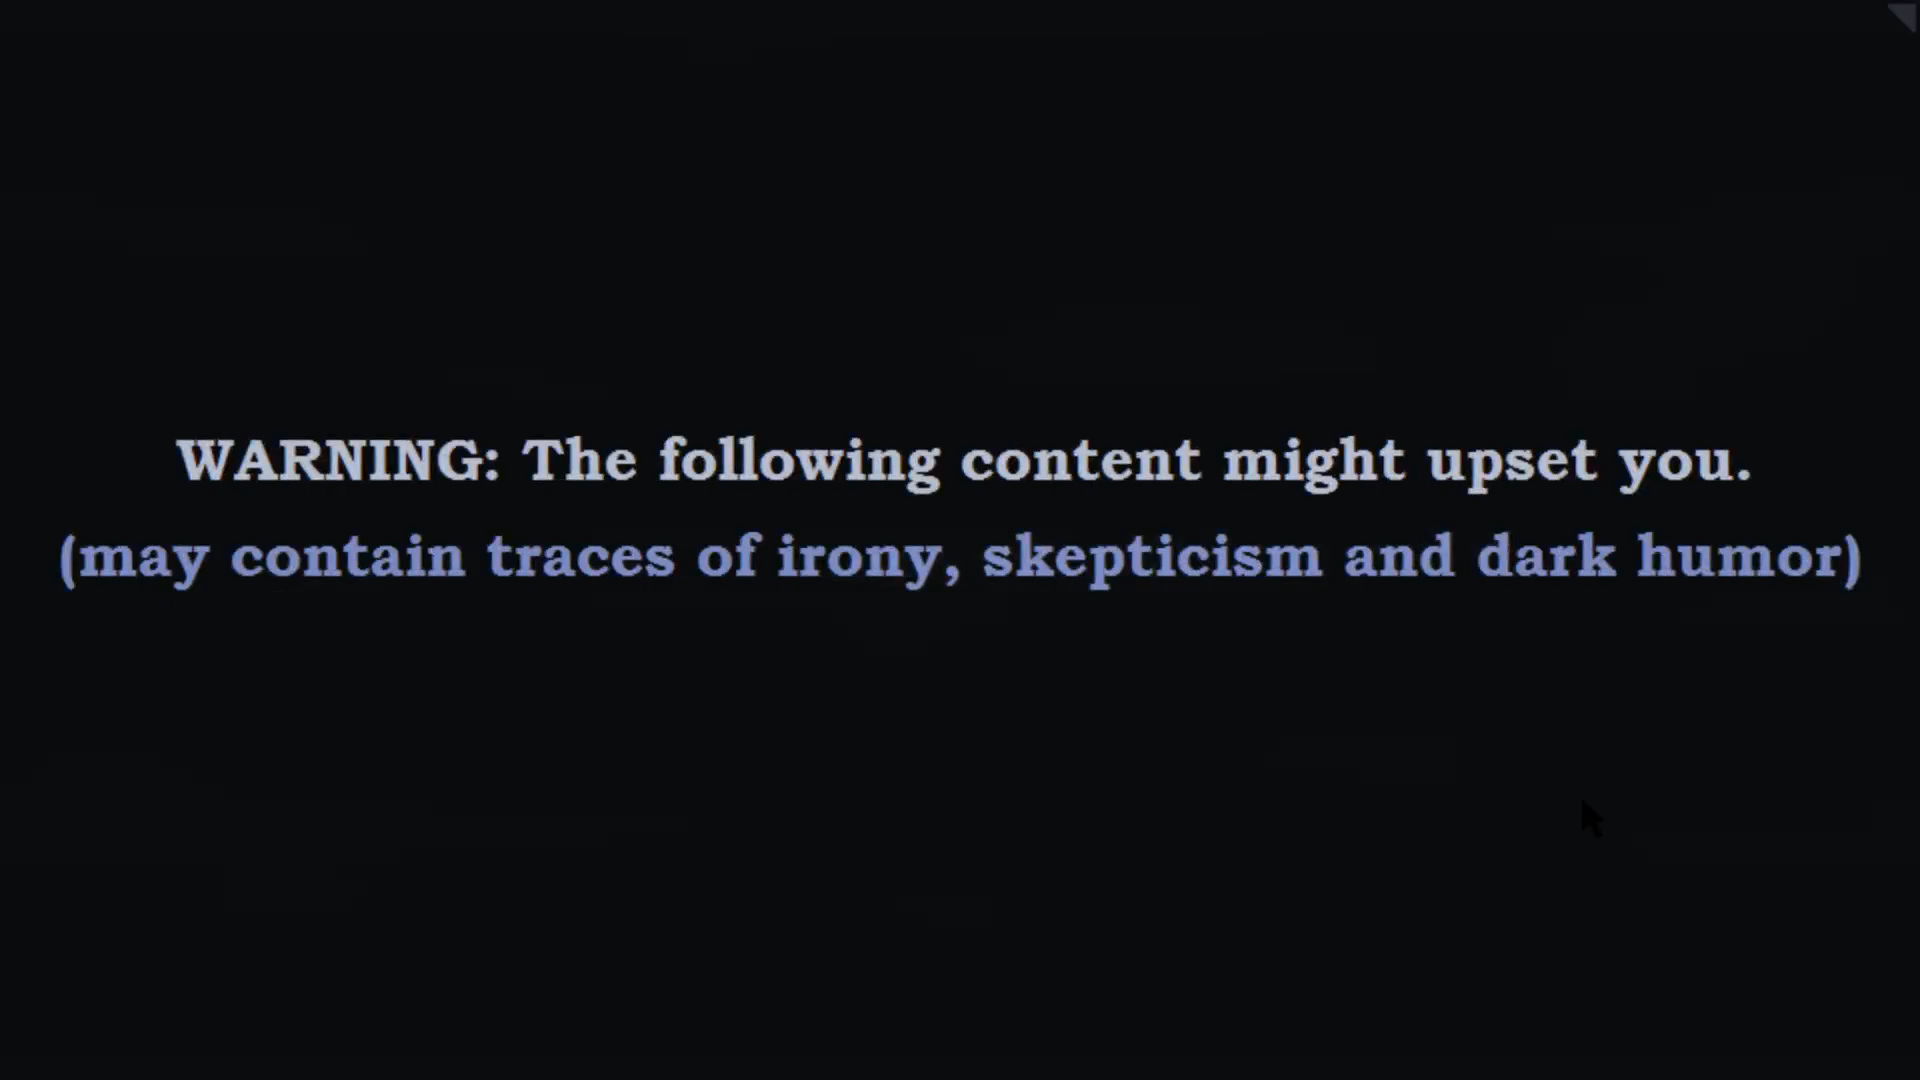 WARNING: The following content might upset you.
(may contain traces of irony, skepticism and dark humor)